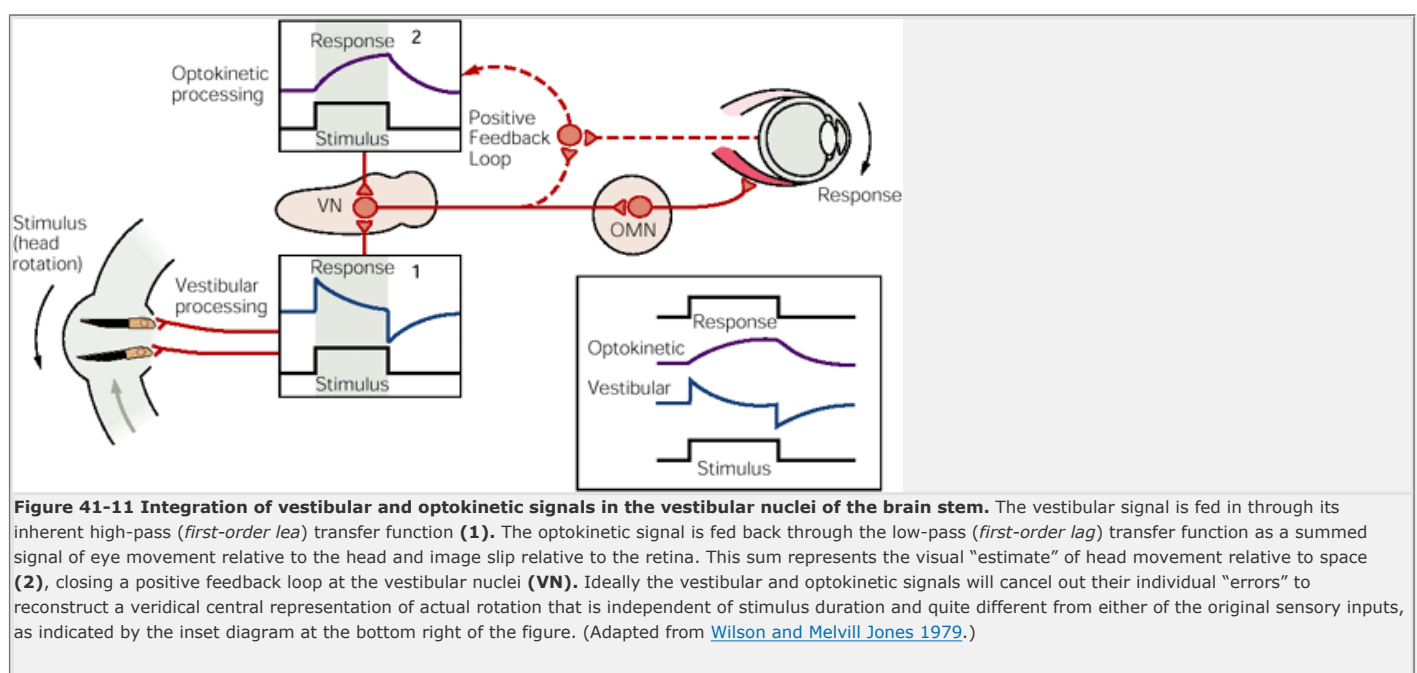 Response 2
Optokinetic
processing
Stimulus
Positive
Feedback
Loop
Response
VN
OMN
Stimulus
(head
rotation)
Vestibular
processing
Response 1
Stimulus
Response
Optokinetic
Vestibular
Stimulus
Figure 41-11 Integration of vestibular and optokinetic signals in the vestibular nuclei of the brain stem. The vestibular signal is fed in through its
inherent high-pass (first-order lea) transfer function (1). The optokinetic signal is fed back through the low-pass (first-order lag) transfer function as a summed
signal of eye movement relative to the head and image slip relative to the retina. This sum represents the visual “estimate” of head movement relative to space
(2), closing a positive feedback loop at the vestibular nuclei (VN). Ideally the vestibular and optokinetic signals will cancel out their individual “errors” to
reconstruct a veridical central representation of actual rotation that is independent of stimulus duration and quite different from either of the original sensory inputs,
as indicated by the inset diagram at the bottom right of the figure. (Adapted from Wilson and Melvill Jones 1979.)